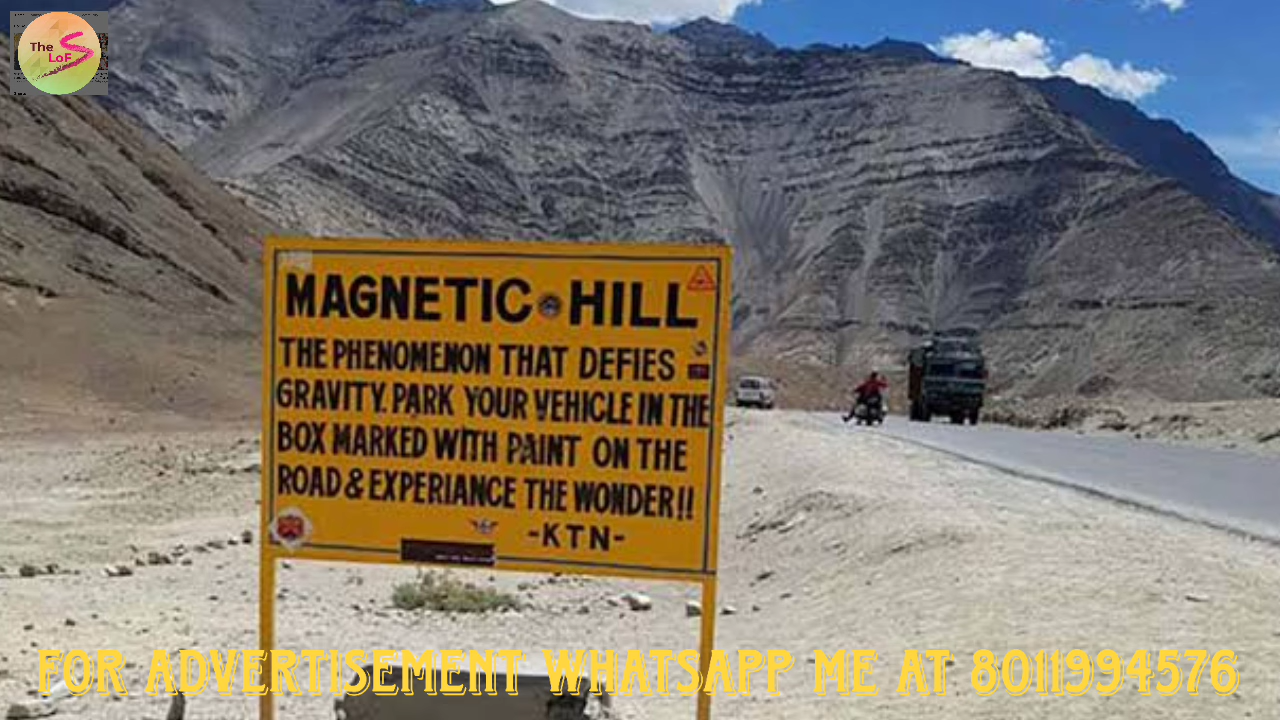 The
LoFS
MAGNETIC HILL
THE PHENOMENON THAT DEFIES
GRAVITY. PARK YOUR VEHICLE IN THE
BOX MARKED WITH PAINT ON THE
ROAD & EXPERIANCE THE WONDER!!
-KTN-
FOR ADVERTISEMENT WHATSAPP ME AT 8011994576